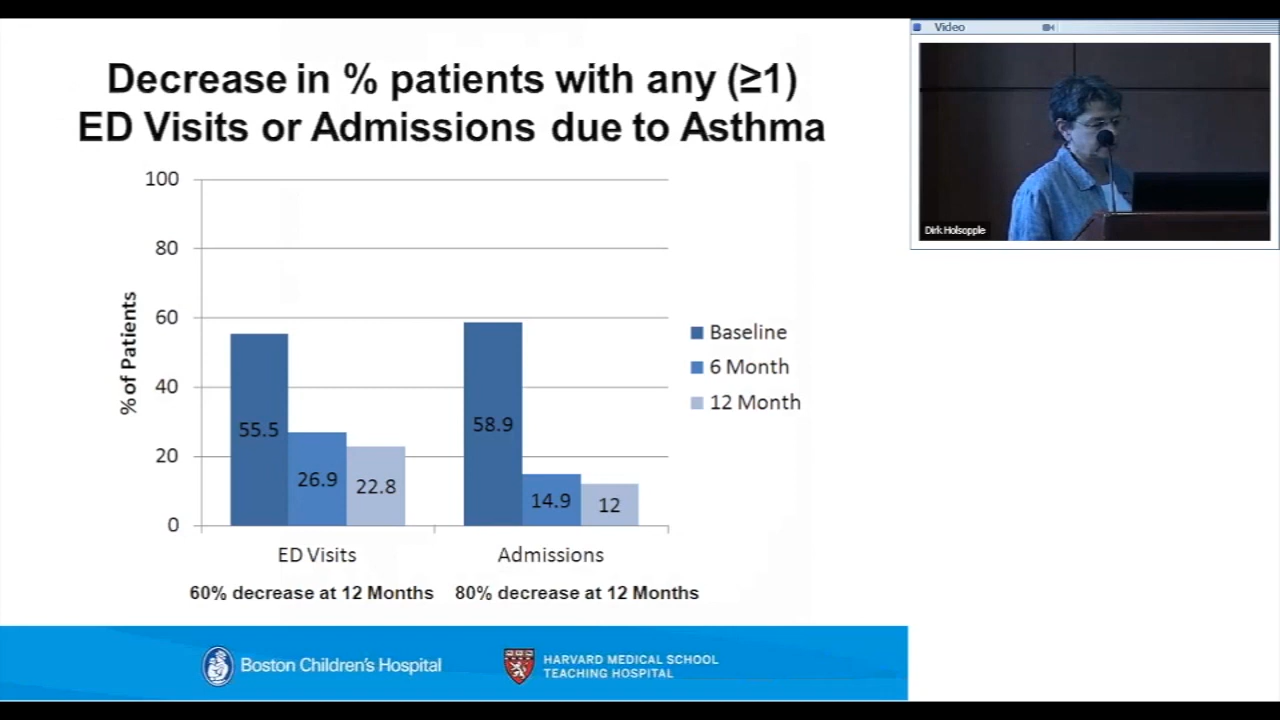 Decrease in % patients with any (≥1)
ED Visits or Admissions due to Asthma
100
80
60
40
20
0
% of Patients
55.5
26.9
22.8
58.9
14.9
12
Baseline
6 Month
12 Month
ED Visits
Admissions
60% decrease at 12 Months
80% decrease at 12 Months
Boston Children's Hospital
HARVARD MEDICAL SCHOOL
TEACHING HOSPITAL
Video
Dirk Holsopple